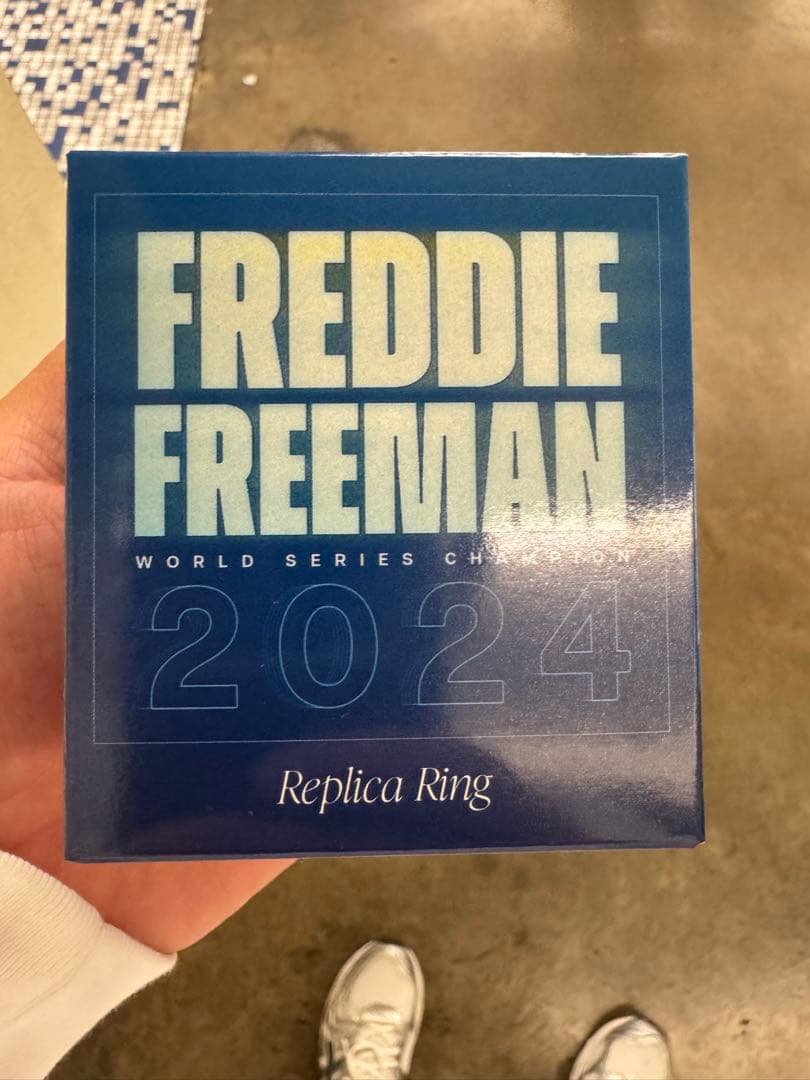 FREDDIE
FREEMAN
WORLD SERIES CHAMPION
2024
Replica Ring